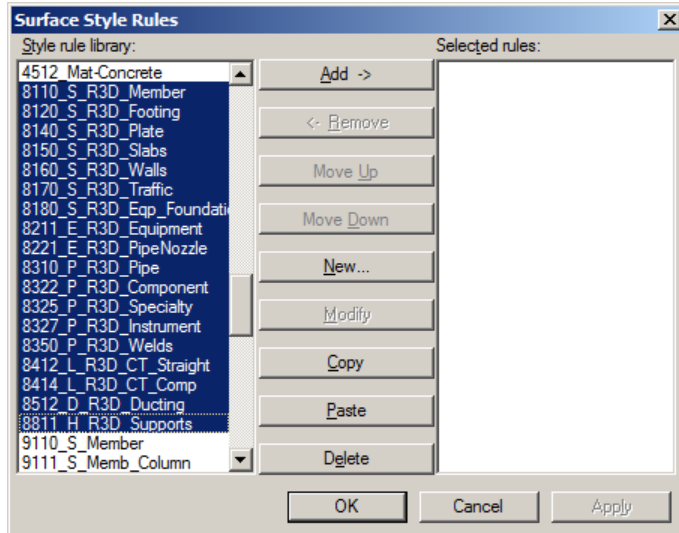 Surface Style Rules
Style rule library:
Selected rules:
4512_Mat-Concrete
8110_S_R3D_Member
8120_S_R3D_Footing
8140_S_R3D_Plate
8150_S_R3D_Slabs
8160_S_R3D_Walls
8170_S_R3D_Traffic
8180_S_R3D_Eqp_Foundati
8211_E_R3D_Equipment
8221_E_R3D_PipeNozzle
8310_P_R3D_Pipe
8322_P_R3D_Component
8325_P_R3D_Specialty
8327_P_R3D_Instrument
8350_P_R3D_Welds
8412_L_R3D_CT_Straight
8414_L_R3D_CT_Comp
8512_D_R3D_Ducting
8811_H_R3D_Supports
9110_S_Member
9111_S_Memb_Column
Add ->
<- Remove
Move Up
Move Down
New...
Modify
Copy
Paste
Delete
OK
Cancel
Apply